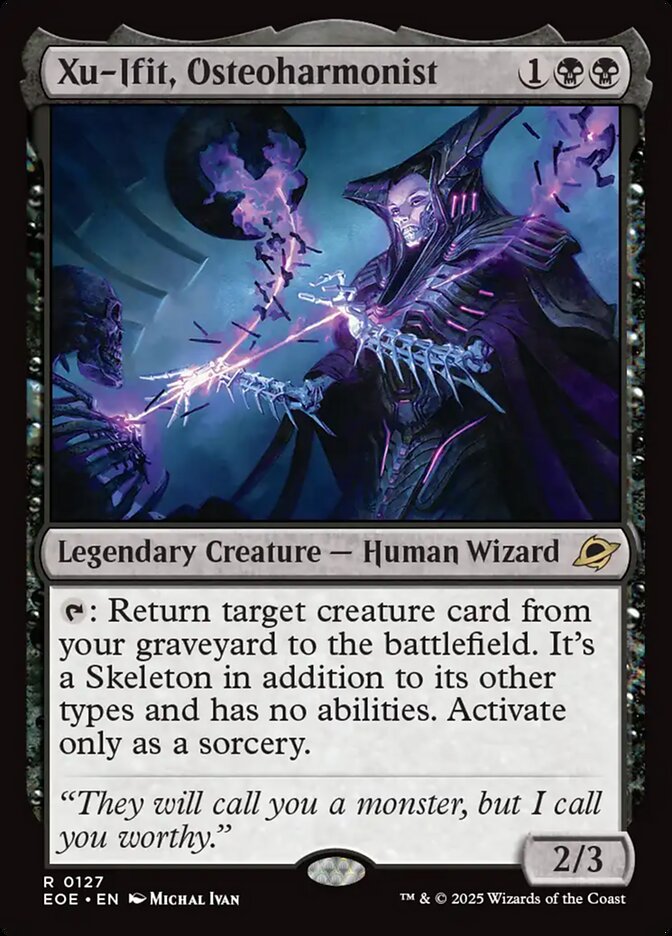 Xu-Ifit, Osteoharmonist 1
Legendary Creature — Human Wizard
: Return target creature card from
your graveyard to the battlefield. It's
a Skeleton in addition to its other
types and has no abilities. Activate
only as a sorcery.
“They will call you a monster, but I call
you worthy.”
2/3
R 0127
EOE • EN Michal Ivan
™ & © 2025 Wizards of the Coast